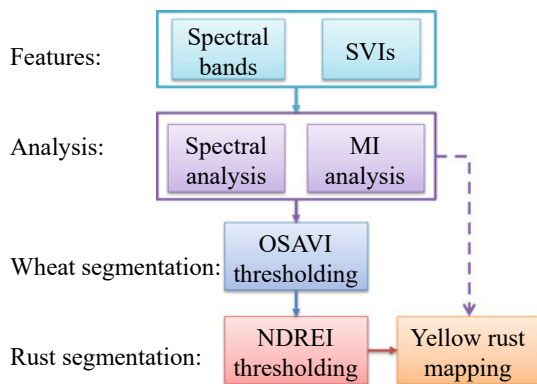 Features:
Spectral
bands
SVIs
Analysis:
Spectral
analysis
MI
analysis
Wheat segmentation:
OSAVI
thresholding
Rust segmentation:
NDREI
thresholding
Yellow rust
mapping